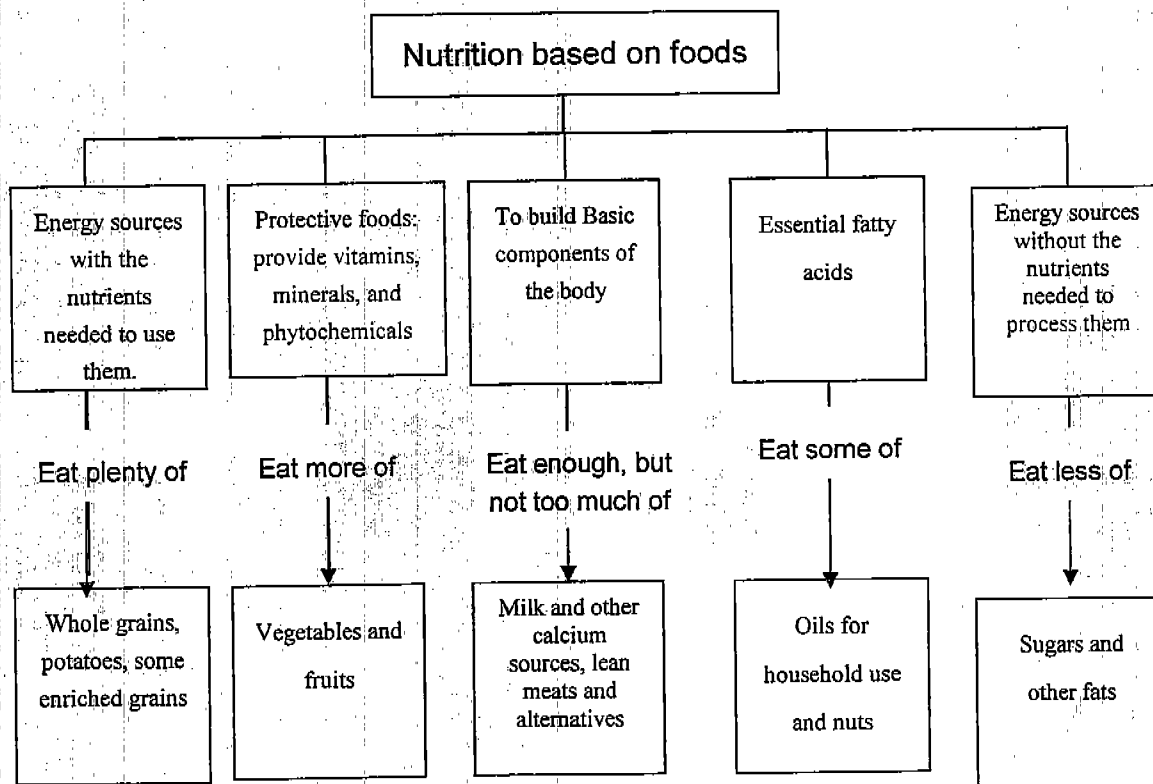 Nutrition based on foods
Energy sources
with the
nutrients
needed to use
them.
Protective foods:
provide vitamins,
minerals, and
phytochemicals
To build Basic
components of
the body
Essential fatty
acids
Energy sources
without the
nutrients
needed to
process them
Eat plenty of
Eat more of
Eat enough, but
not too much of
Eat some of
Eat less of
Whole grains,
potatoes, some
enriched grains
Vegetables and
fruits
Milk and other
calcium
sources, lean
meats and
alternatives
Oils for
household use
and nuts
Sugars and
other fats